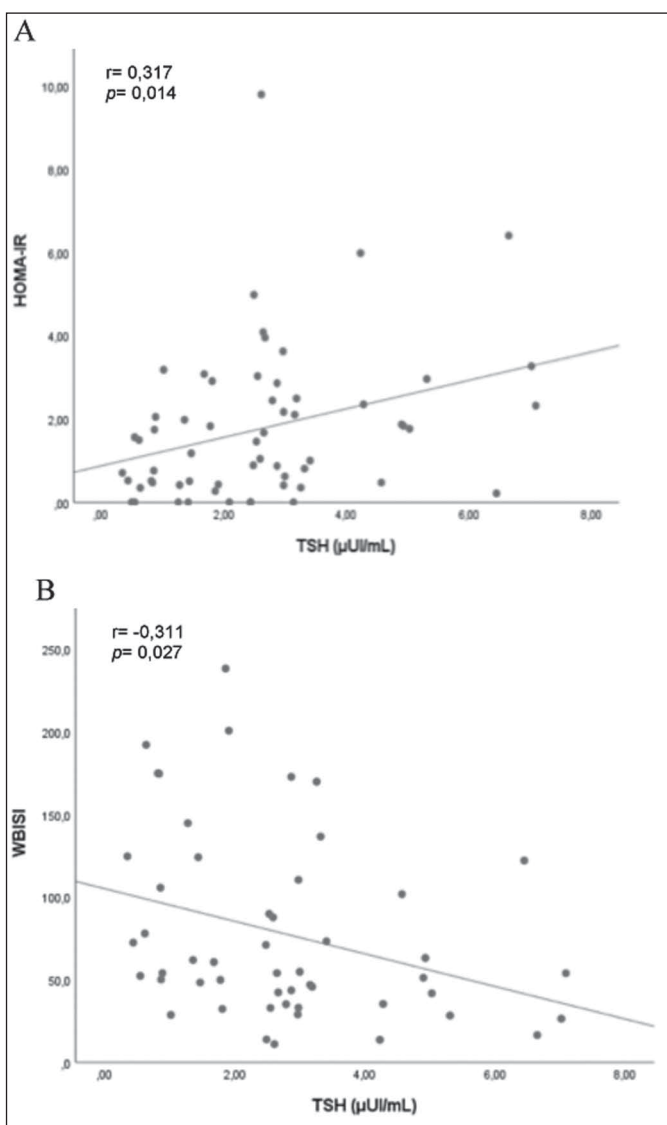 A
r= 0,317
p= 0,014
10,00
8,00
6,00
4,00
2,00
,00
HOMA-IR
,00 2,00 4,00 6,00 8,00
TSH (µUI/mL)
B
r= -0,311
p= 0,027
250,0
200,0
150,0
100,0
50,0
,0
WBISI
,00 2,00 4,00 6,00 8,00
TSH (µUI/mL)